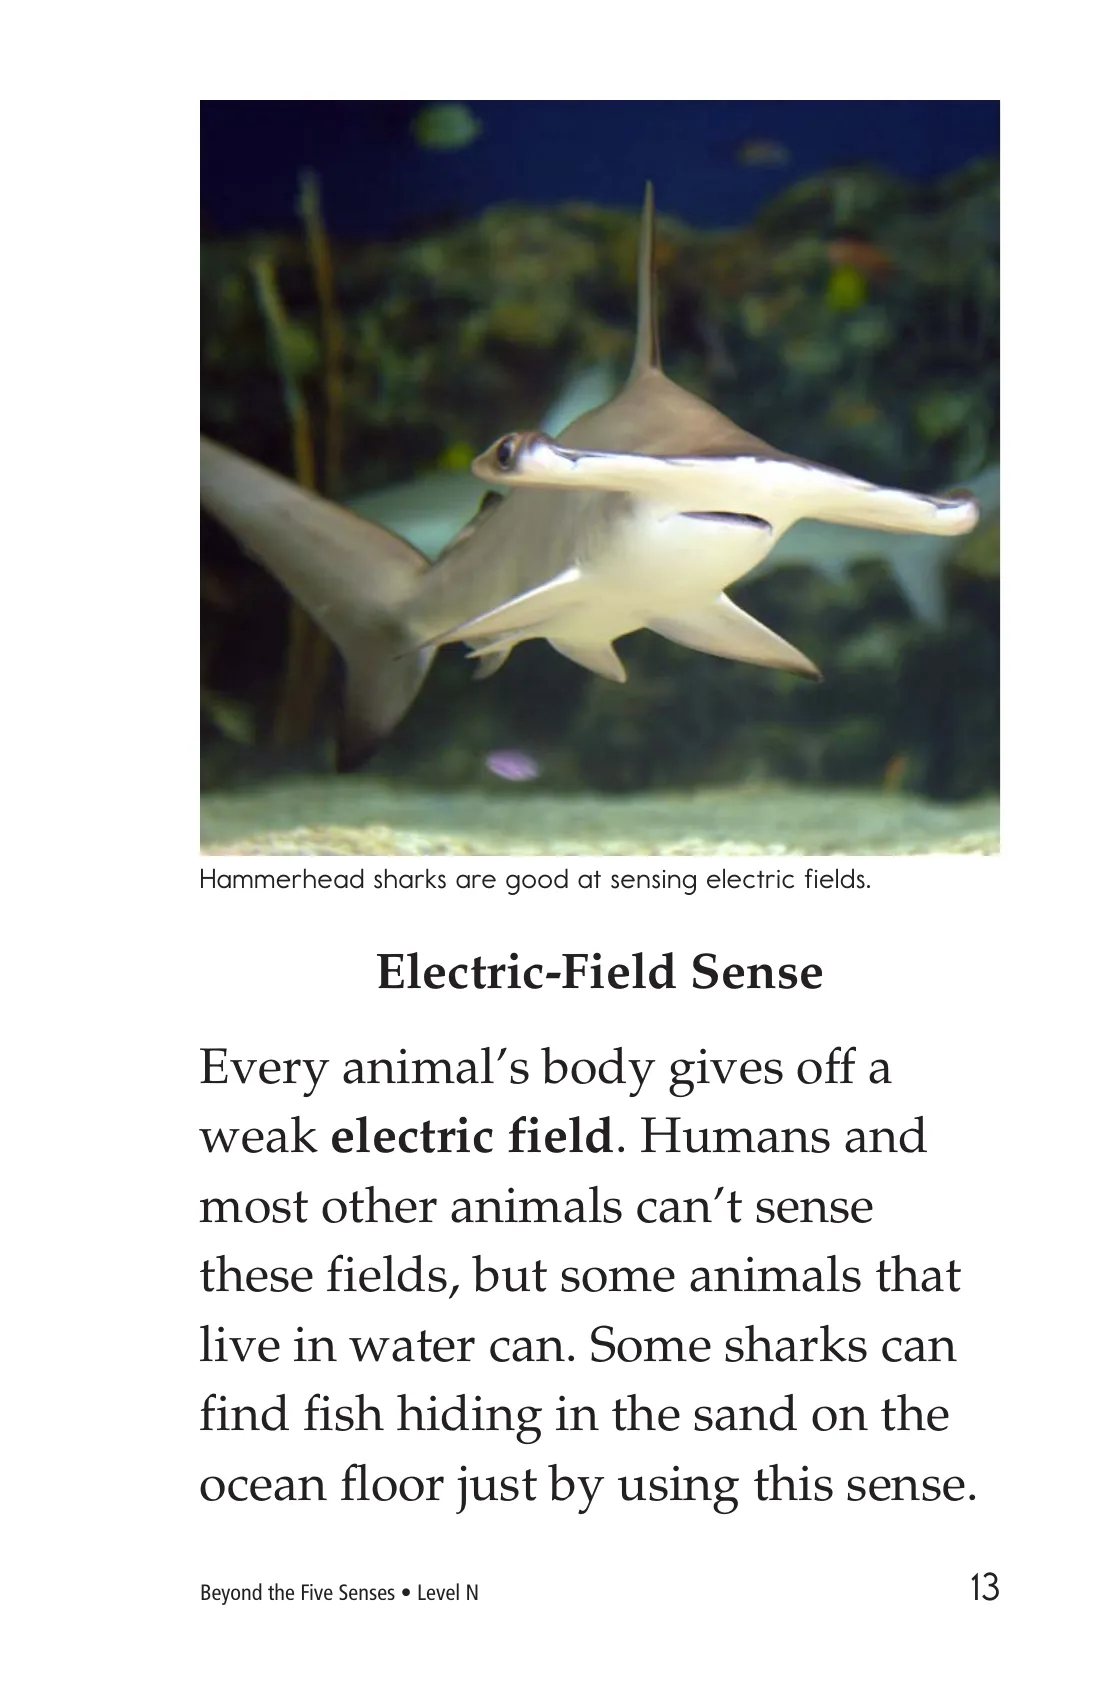 Hammerhead sharks are good at sensing electric fields.
Electric-Field Sense
Every animal’s body gives off a
weak electric field. Humans and
most other animals can’t sense
these fields, but some animals that
live in water can. Some sharks can
find fish hiding in the sand on the
ocean floor just by using this sense.
Beyond the Five Senses • Level N
13